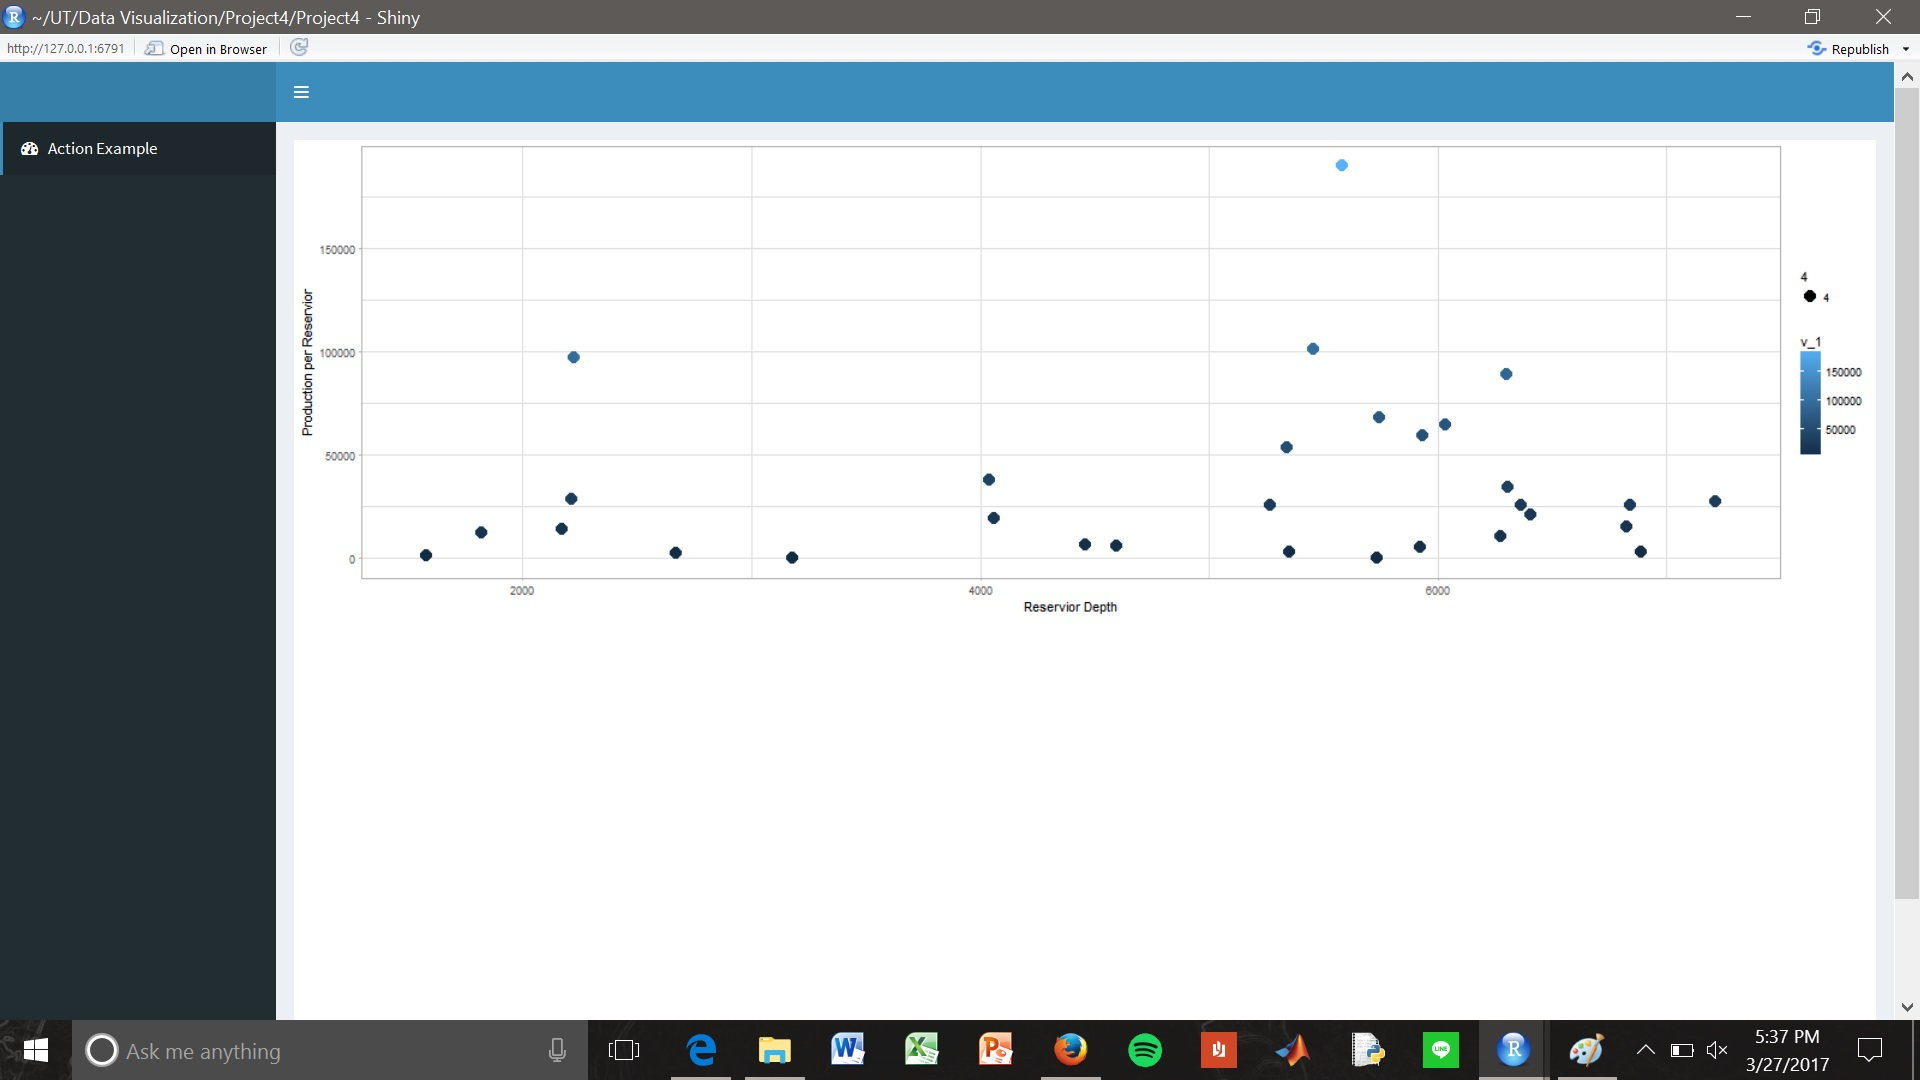 ~/UT/Data Visualization/Project4/Project4 - Shiny
http://127.0.0.1:6791 Open in Browser Republish
Action Example
150000
100000
50000
0
Production per Reservior
2000 4000 6000
Reservior Depth
4
4
v_1
150000
100000
50000
Ask me anything
5:37 PM
3/27/2017